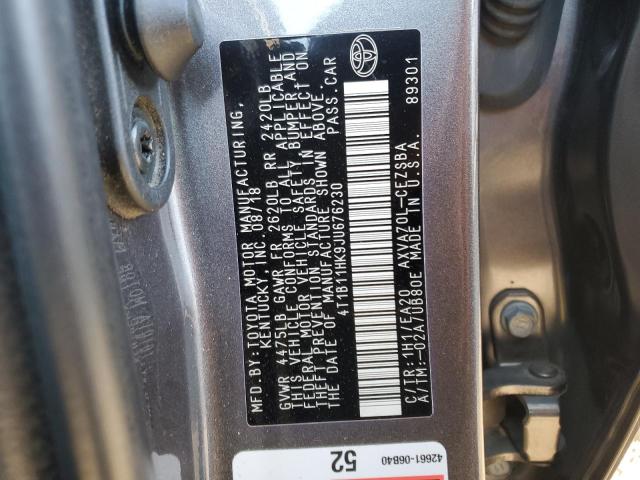 MFD. BY:TOYOTA MOTOR MANUFACTURING,
KENTUCKY, INC. 08/18
GVWR 4475LB GAWR FR 2620LB RR 2420LB
THIS VEHICLE CONFORMS TO ALL APPLICABLE
FEDERAL MOTOR VEHICLE SAFETY, BUMPER, AND
THEFT PREVENTION STANDARDS IN EFFECT ON
THE DATE OF MANUFACTURE SHOWN ABOVE.
4T1B11HK9JU676230 PASS. CAR
C/TR:1H1/EA20 AXVA70L-CEZSBA
A/TM:-02A/UB80E MADE IN U.S.A. 89301
42661-06B40
52